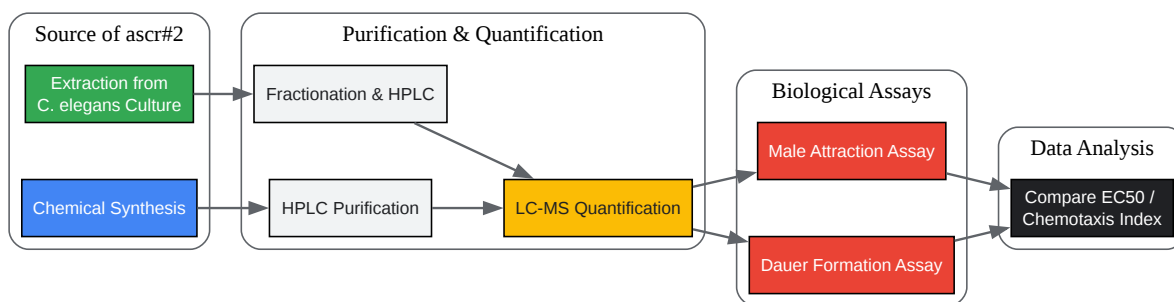 Source of ascr#2
Extraction from
C. elegans Culture
Chemical Synthesis
Purification & Quantification
Fractionation & HPLC
HPLC Purification
LC-MS Quantification
Biological Assays
Male Attraction Assay
Dauer Formation Assay
Data Analysis
Compare EC50 /
Chemotaxis Index